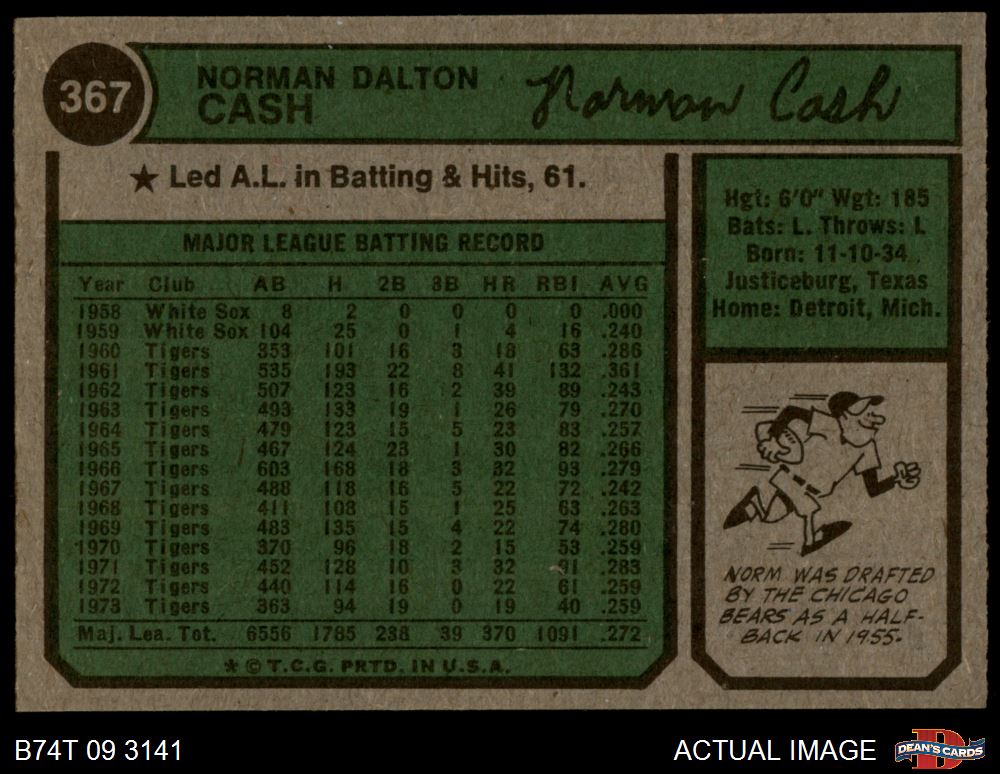 367
NORMAN DALTON
CASH
Norman Cash
★ Led A.L. in Batting & Hits, 61.
MAJOR LEAGUE BATTING RECORD
Year Club AB H 2B 3B HR RBI AVG
1958 White Sox 8 2 0 0 0 0 .000
1959 White Sox 104 25 0 1 4 16 .240
1960 Tigers 353 101 16 3 18 63 .286
1961 Tigers 535 193 22 8 41 132 .361
1962 Tigers 507 123 16 2 39 89 .243
1963 Tigers 493 133 19 1 26 79 .270
1964 Tigers 479 123 15 5 23 83 .257
1965 Tigers 467 124 23 1 30 82 .266
1966 Tigers 603 168 18 3 32 93 .279
1967 Tigers 488 118 16 5 22 72 .242
1968 Tigers 411 108 15 1 25 63 .263
1969 Tigers 483 135 15 4 22 74 .280
1970 Tigers 370 96 18 2 15 53 .259
1971 Tigers 452 128 10 3 32 91 .283
1972 Tigers 440 114 16 0 22 61 .259
1973 Tigers 363 94 19 0 19 40 .259
Maj. Lea. Tot. 6556 1785 238 39 370 1091 .272
★ © T.C.G. PRTD. IN U.S.A.
Hgt: 6'0" Wgt: 185
Bats: L. Throws: L
Born: 11-10-34
Justiceburg, Texas
Home: Detroit, Mich.
NORM WAS DRAFTED
BY THE CHICAGO
BEARS AS A HALF-
BACK IN 1955.
B74T 09 3141
ACTUAL IMAGE
DEAN'S CARDS